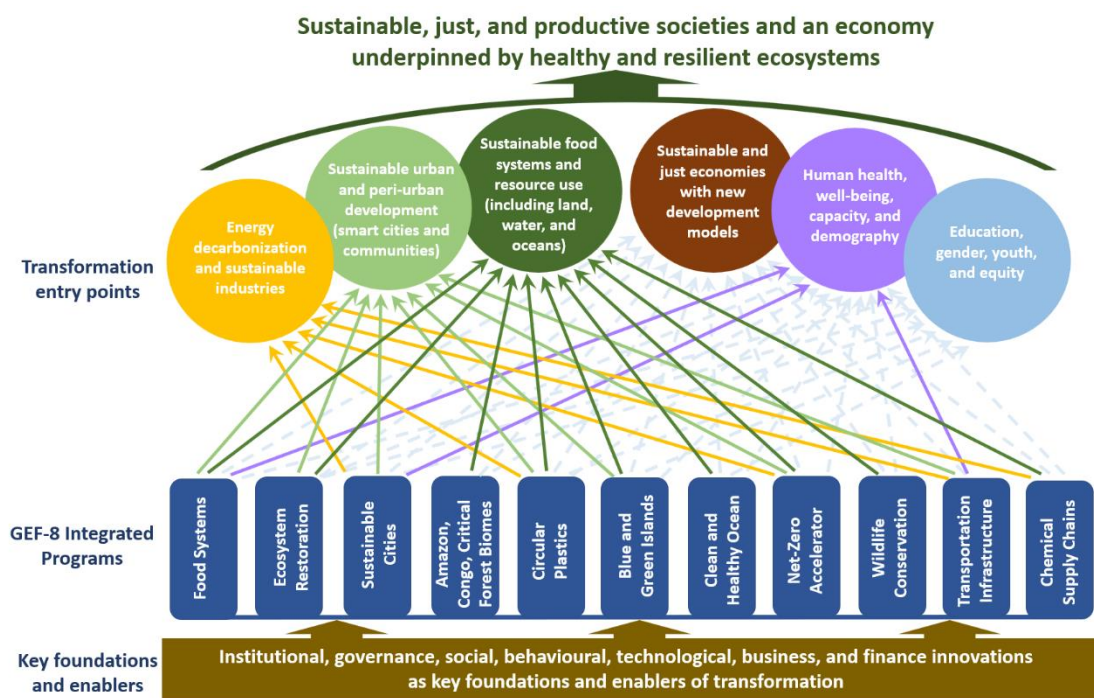 Sustainable, just, and productive societies and an economy
underpinned by healthy and resilient ecosystems
Transformation
entry points
Energy
decarbonization
and sustainable
industries
Sustainable urban
and peri-urban
development
(smart cities and
communities)
Sustainable food
systems and
resource use
(including land,
water, and
oceans)
Sustainable and
just economies
with new
development
models
Human health,
well-being,
capacity, and
demography
Education,
gender, youth,
and equity
GEF-8 Integrated
Programs
Food Systems
Ecosystem
Restoration
Sustainable
Cities
Amazon,
Congo, Critical
Forest Biomes
Circular
Plastics
Blue and
Green Islands
Clean and
Healthy Ocean
Net-Zero
Accelerator
Wildlife
Conservation
Transportation
Infrastructure
Chemical
Supply Chains
Key foundations
and enablers
Institutional, governance, social, behavioural, technological, business, and finance innovations
as key foundations and enablers of transformation